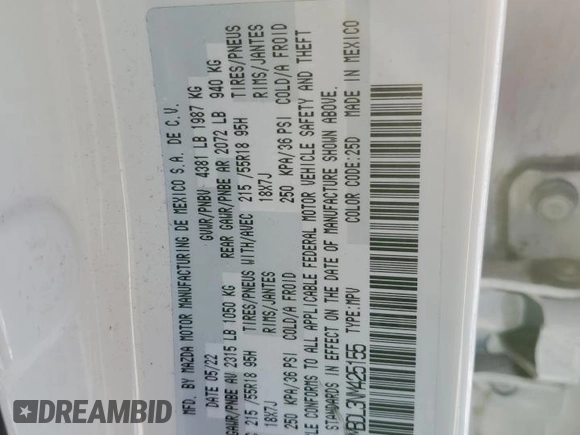 MFD. BY MAZDA MOTOR MANUFACTURING DE MEXICO S.A. DE C.V.
DATE 05/22 GVWR/PNBV 4381 LB 1987 KG
GAWR/PNBE AV 2315 LB 1050 KG REAR GAWR/PNBE AR 2072 LB 940 KG
215 /55R18 95H TIRES/PNEUS WITH/AVEC 215 /55R18 95H TIRES/PNEUS
18X7J RIMS/JANTES 18X7J RIMS/JANTES
250 KPA/36 PSI COLD/A FROID 250 KPA/36 PSI COLD/A FROID
CONFORMS TO ALL APPLICABLE FEDERAL MOTOR VEHICLE SAFETY AND THEFT
STANDARDS IN EFFECT ON THE DATE OF MANUFACTURE SHOWN ABOVE.
TYPE:MPV COLOR CODE:25D MADE IN MEXICO
DIDCARFAX
.COM